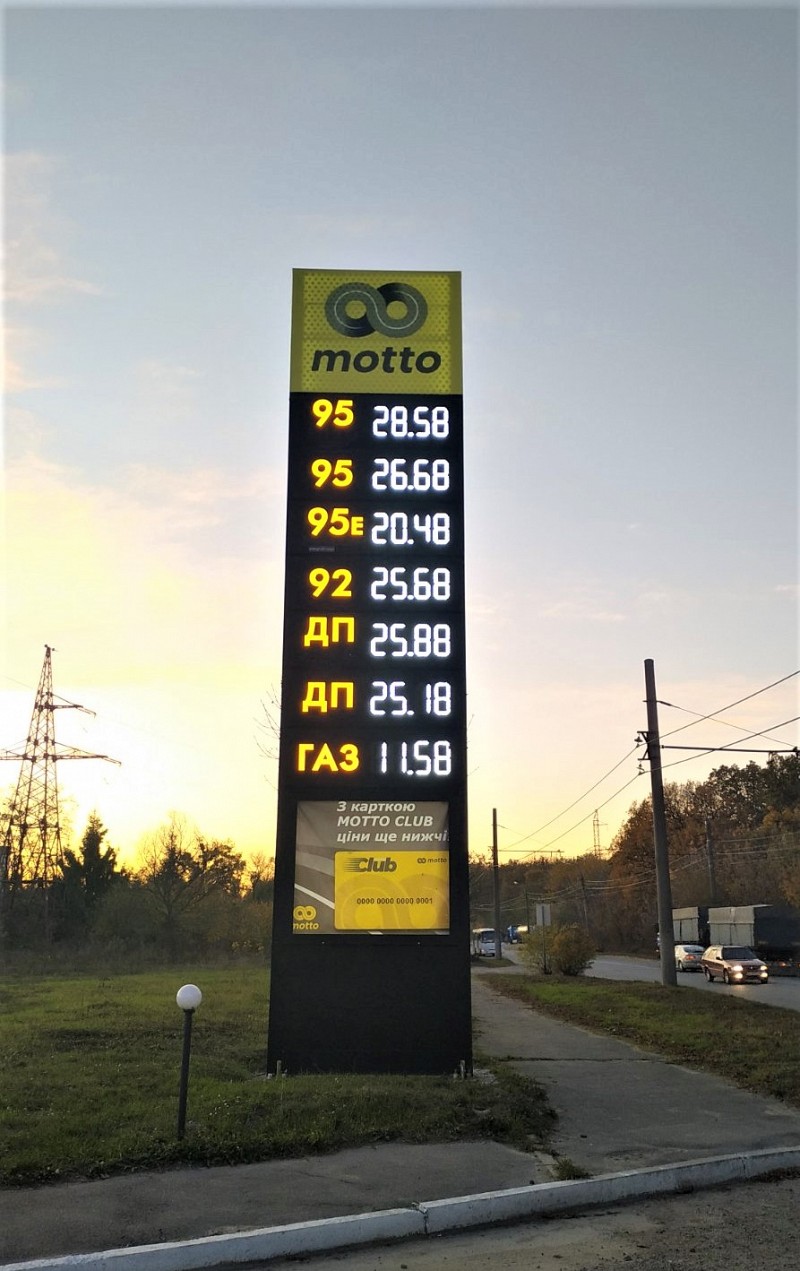 motto
95 28.58
95 26.68
95E 20.48
92 25.68
ДП 25.88
ДП 25.18
ГАЗ 11.58
З карткою
MOTTO CLUB
ціни ще нижчі!
Club motto
0000 0000 0000 0001
motto